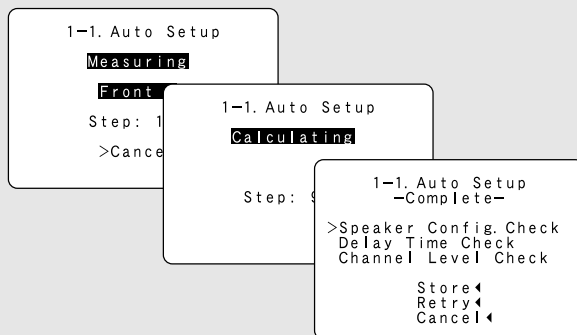 1-1. Auto Setup
Measuring
Front
Step: 1
>Cance
1-1. Auto Setup
Calculating
Step: 9
1-1. Auto Setup
-Complete-
>Speaker Config. Check
Delay Time Check
Channel Level Check
Store◀
Retry◀
Cancel◀